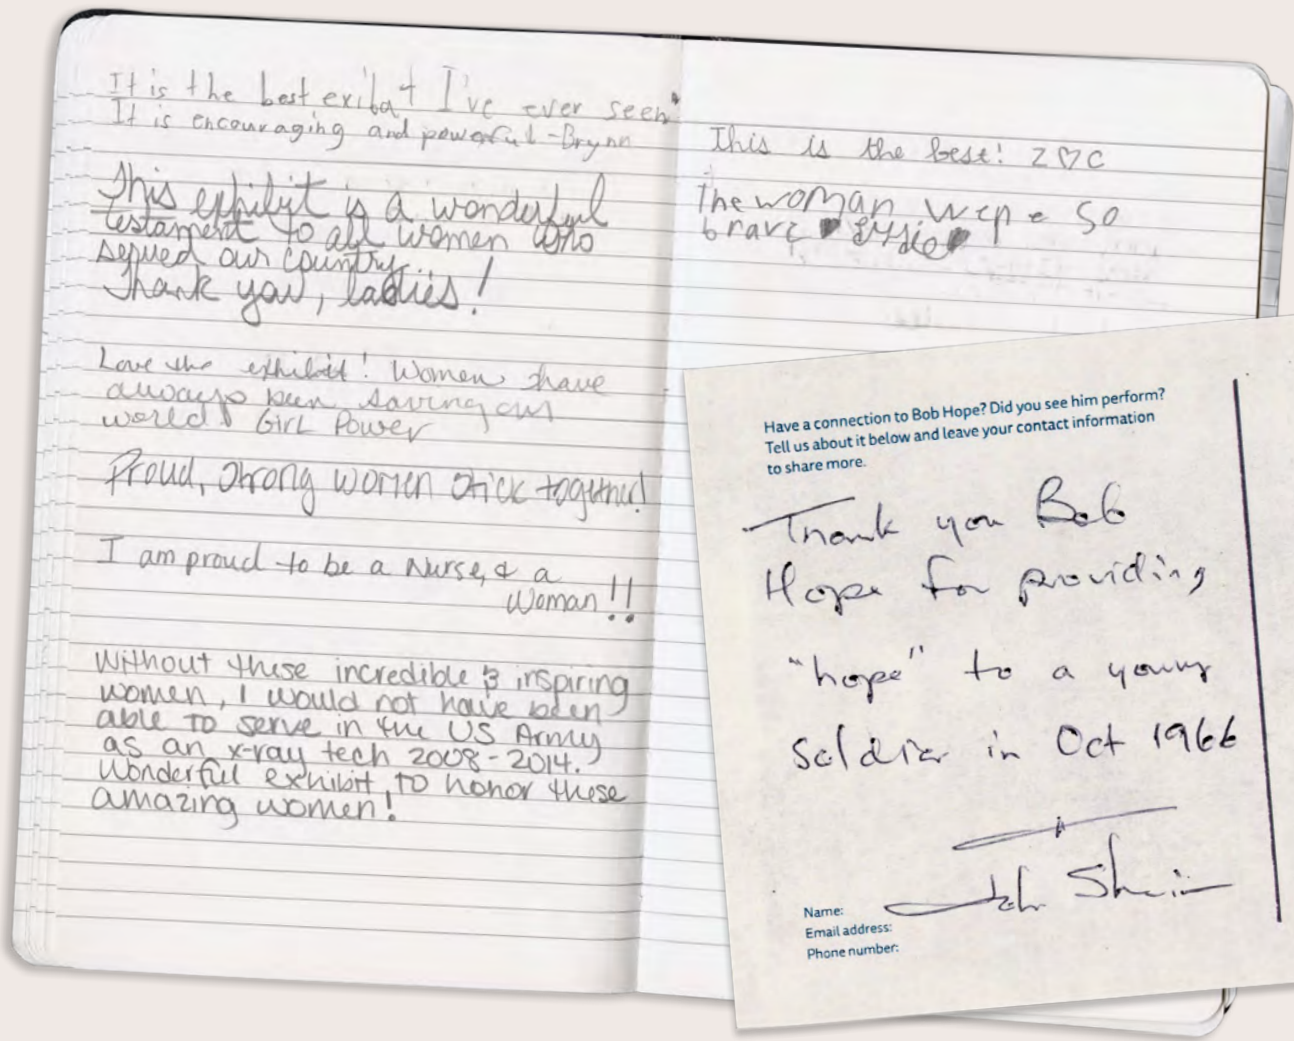 It is the best exibat I've ever seen
It is encouraging and powerful - Brynn
This exhibit is a wonderful
testament to all women who
served our country.
Thank you, ladies!
Love the exhibit! Women have
always been saving our
world Girl Power
Proud, Strong women stick together!
I am proud to be a Nurse, & a
Woman!!
Without these incredible & inspiring
women, I would not have been
able to serve in the US Army
as an x-ray tech 2008-2014.
Wonderful exhibit, to honor these
amazing women!
This is the best! Z♡C
The woman wepe so
brave
Have a connection to Bob Hope? Did you see him perform?
Tell us about it below and leave your contact information
to share more.
Thank you Bob
Hope for providing
"hope" to a young
soldier in Oct 1966
Name:
Email address:
Phone number: